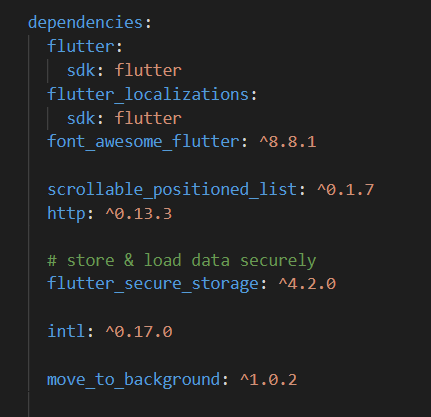 dependencies:
flutter:
sdk: flutter
flutter_localizations:
sdk: flutter
font_awesome_flutter: ^8.8.1
scrollable_positioned_list: ^0.1.7
http: ^0.13.3
# store & load data securely
flutter_secure_storage: ^4.2.0
intl: ^0.17.0
move_to_background: ^1.0.2